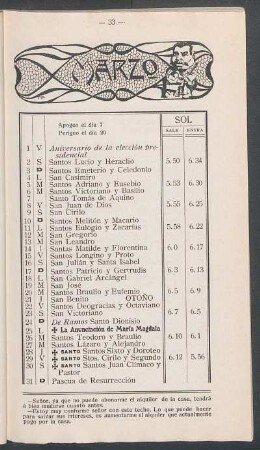 — 30 —
MARZO
Apogeo el día 7
Perigeo el día 20
SOL
SALE ENTRA
1 V Aniversario de la elección presidencial
2 S Santos Lucio y Heraclio 5.50 6.34
3 D Santos Emeterio y Celedonio
4 L San Casimiro
5 M Santos Adriano y Eusebio 5.53 6.30
6 M Santos Victoriano y Basilio
7 J Santo Tomás de Aquino
8 V San Juan de Dios 5.55 6.25
9 S San Cirilo
10 D Santos Melitón y Macario
11 L Santos Eulogio y Zacarías 5.58 6.22
12 M San Gregorio
13 M San Leandro
14 J Santas Matilde y Florentina 6.0 6.17
15 V Santos Longino y Proto
16 S San Julián y Santa Isabel
17 D Santos Patricio y Gertrudis 6.3 6.13
18 L San Gabriel Arcángel
19 M San José
20 M Santos Braulio y Eufemio 6.5 6.9
21 J San Benito OTOÑO
22 V Santos Deogracias y Octaviano
23 S San Victoriano 6.7 6.5
24 D De Ramos Santo Dionisio
25 L ✠ La Anunciación de María
26 M Santos Teodoro y Braulio 6.10 6.1
27 M Santos Lázaro y Alejandro
28 J ✠ SANTO Santos Sixto y Doroteo
29 V ✠ SANTO Stos. Cirilo y Segundo 6.12 5.56
30 S ✠ SANTO Santos Juan Clímaco y Pastor
31 D Pascua de Resurrección
—Señor, ya que no puede abonarme el alquiler de la casa, tendrá ó bien mudarse cuanto antes.
—Estoy muy conforme señor con este techo. Lo que puede hacer para salvar sus intereses, es aumentarme el alquiler que actualmente pago por la casa.